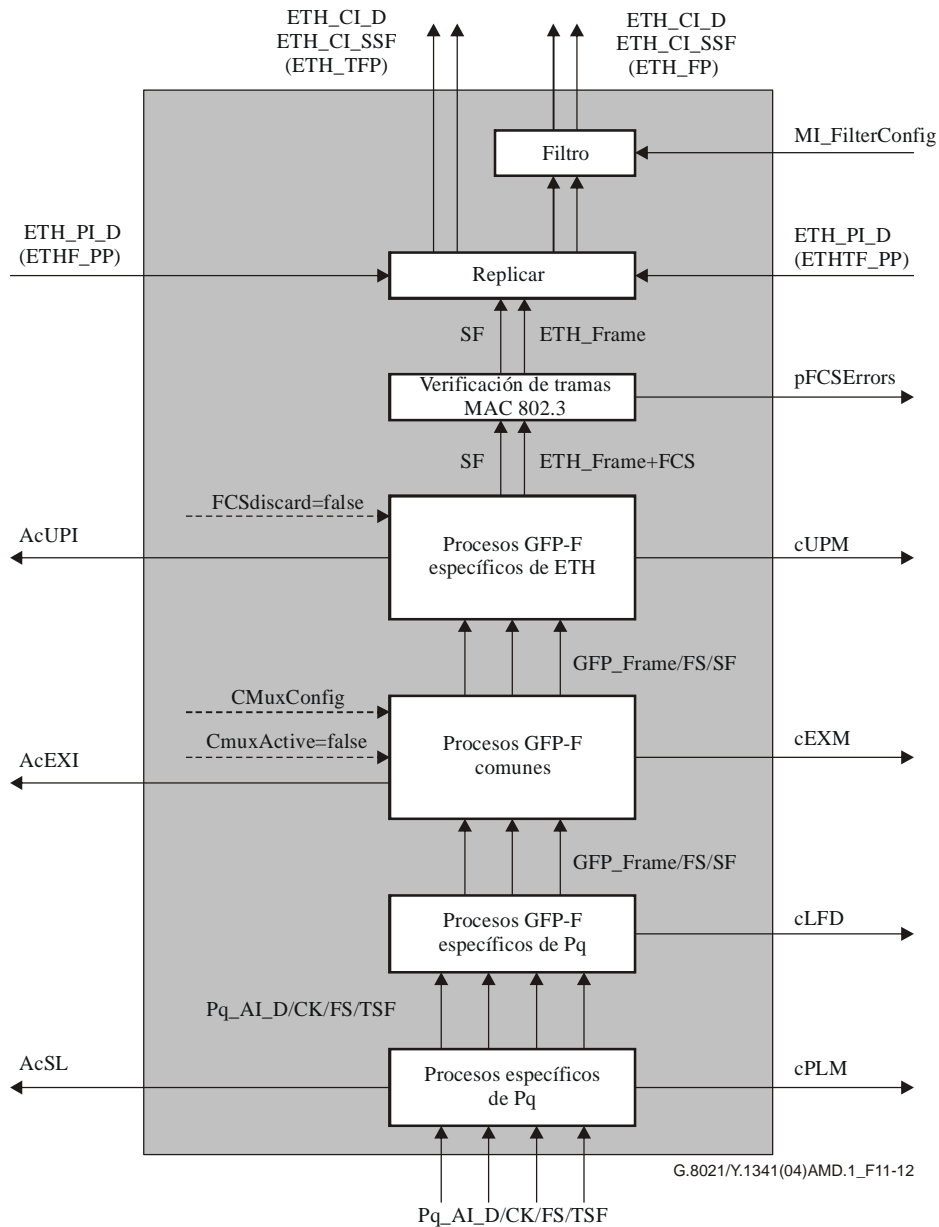 ETH_CI_D
ETH_CI_SSF
(ETH_TFP)
ETH_CI_D
ETH_CI_SSF
(ETH_FP)
Filtro
MI_FilterConfig
ETH_PI_D
(ETHF_PP)
Replicar
ETH_PI_D
(ETHTF_PP)
SF
ETH_Frame
Verificación de tramas
MAC 802.3
pFCSErrors
SF
ETH_Frame+FCS
FCSdiscard=false
AcUPI
Procesos GFP-F
específicos de ETH
cUPM
GFP_Frame/FS/SF
CMuxConfig
CmuxActive=false
AcEXI
Procesos GFP-F
comunes
cEXM
GFP_Frame/FS/SF
Procesos GFP-F
específicos de Pq
cLFD
Pq_AI_D/CK/FS/TSF
AcSL
Procesos específicos
de Pq
cPLM
G.8021/Y.1341(04)AMD.1_F11-12
Pq_AI_D/CK/FS/TSF